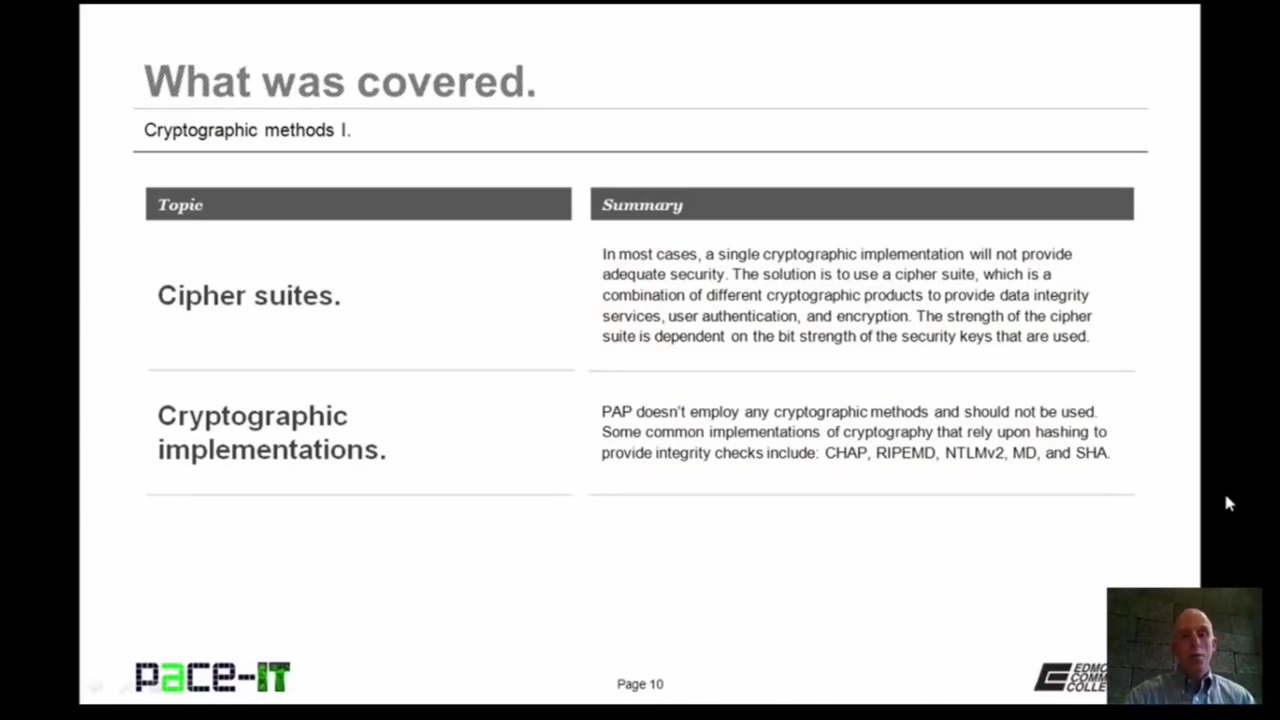 What was covered.
Cryptographic methods I.
Topic
Summary
Cipher suites.
In most cases, a single cryptographic implementation will not provide
adequate security. The solution is to use a cipher suite, which is a
combination of different cryptographic products to provide data integrity
services, user authentication, and encryption. The strength of the cipher
suite is dependent on the bit strength of the security keys that are used.
Cryptographic
implementations.
PAP doesn't employ any cryptographic methods and should not be used.
Some common implementations of cryptography that rely upon hashing to
provide integrity checks include: CHAP, RIPEMD, NTLMv2, MD, and SHA.
pace-IT
Page 10